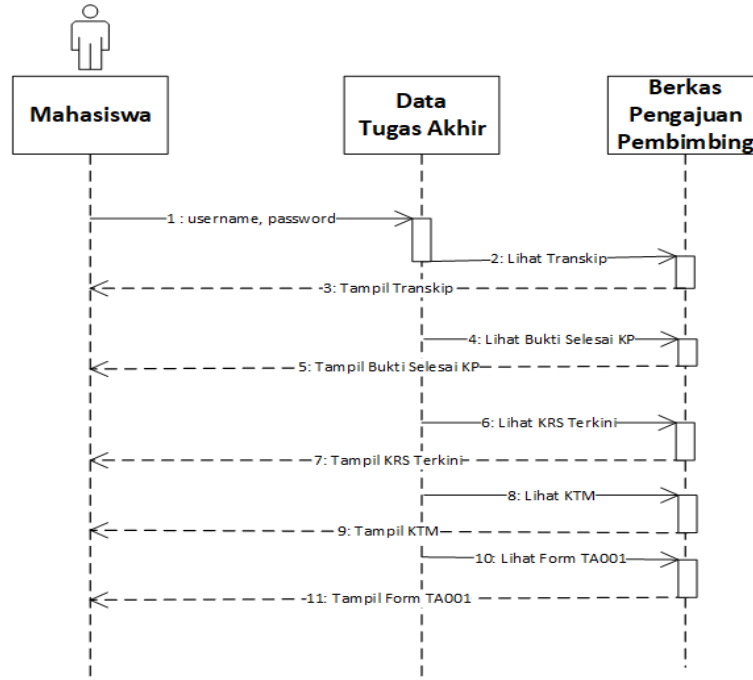 Mahasiswa
Data
Tugas Akhir
Berkas
Pengajuan
Pembimbing
1 : username, password
2: Lihat Transkip
3: Tampil Transkip
4: Lihat Bukti Selesai KP
5: Tampil Bukti Selesai KP
6: Lihat KRS Terkini
7: Tampil KRS Terkini
8: Lihat KTM
9: Tampil KTM
10: Lihat Form TA001
11: Tampil Form TA001